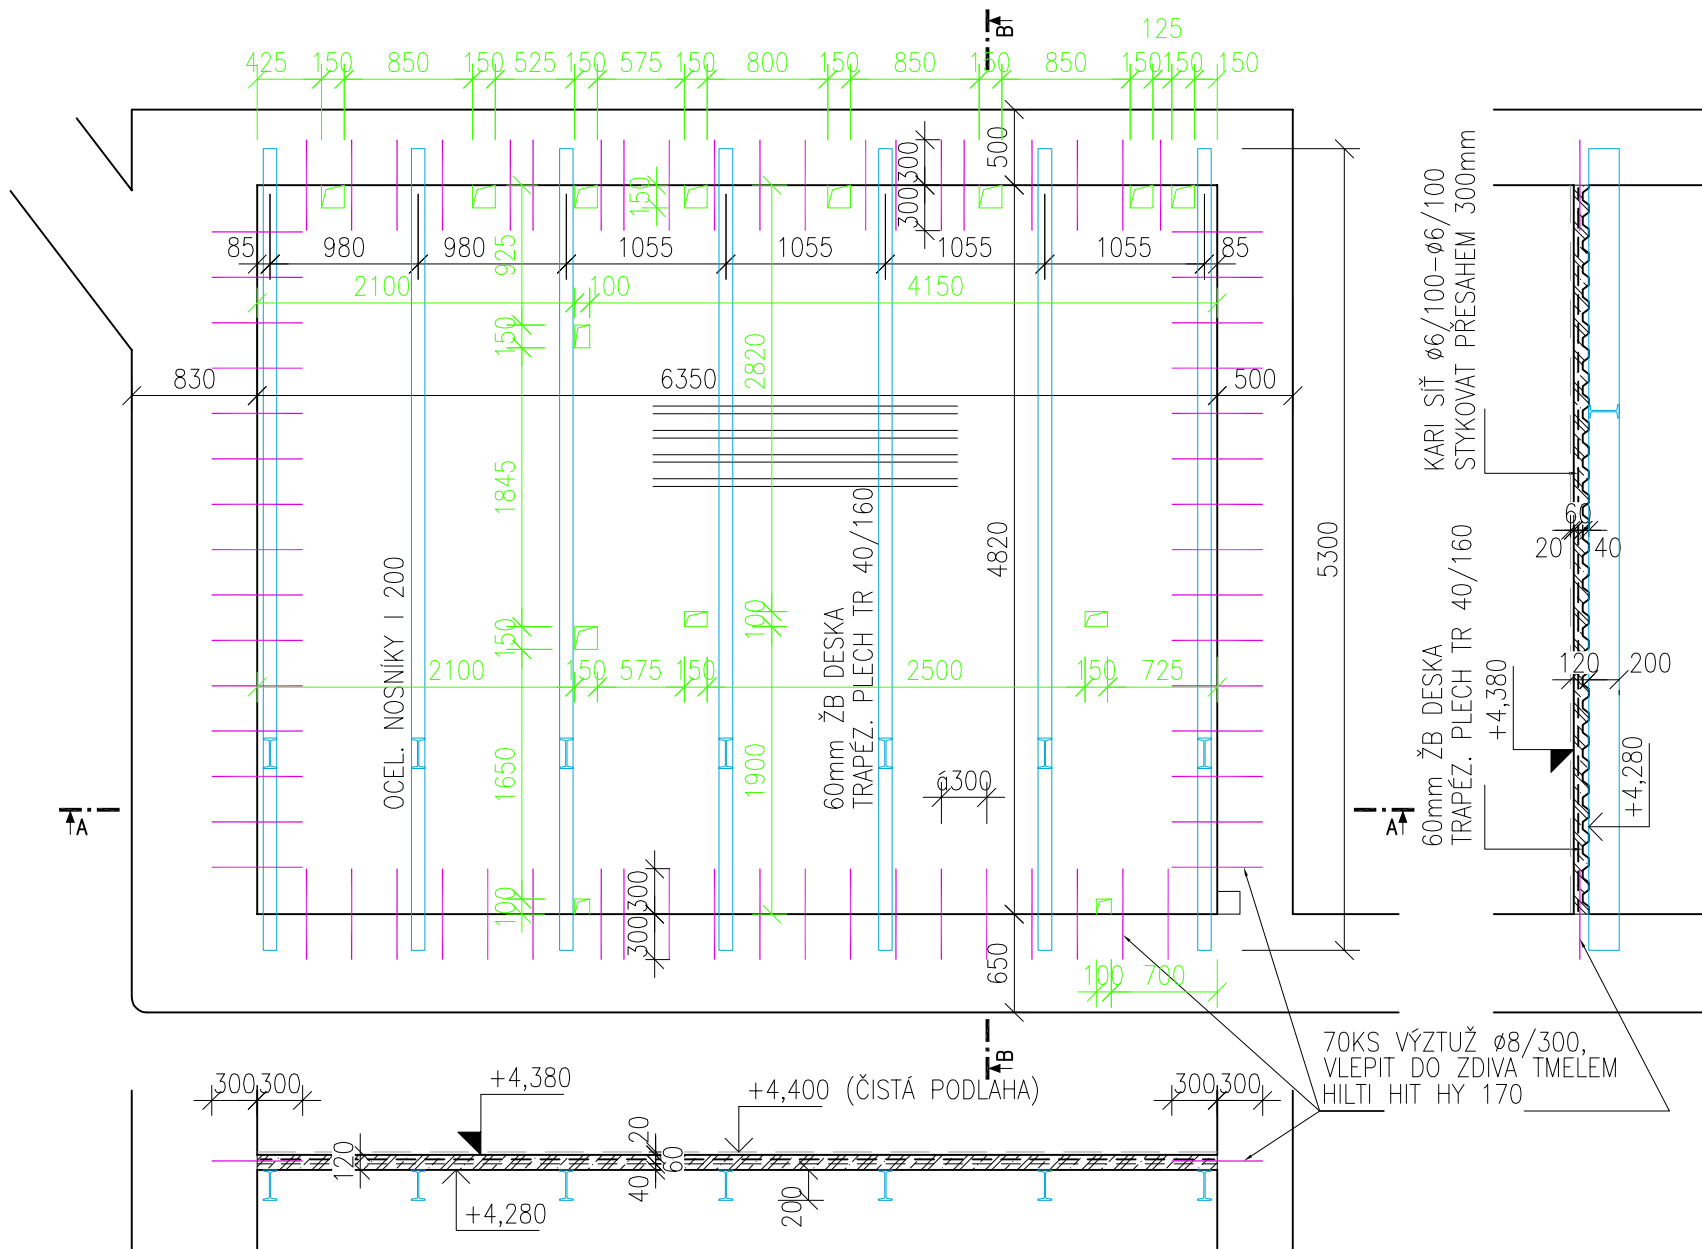 B
125
425 150 850 150 525 150 575 150 800 150 850 150 850 150 150 150
500
300 300
150
85 980 980 1055 1055 1055 1055 85
925
2100 100 4150
150
2820
830 6350 500
1845
4820
5300
OCEL. NOSNÍKY I 200
60mm ŽB DESKA
TRAPÉZ. PLECH TR 40/160
150
100
2100 150 575 150 2500 150 725
1650
1900
á300
A
A
100
300 300
650
100 700
B
KARI SÍŤ ø6/100-ø6/100
STYKOVAT PŘESAHEM 300mm
60
20 40
120 200
60mm ŽB DESKA
TRAPÉZ. PLECH TR 40/160
+4,380
+4,280
70KS VÝZTUŽ ø8/300,
VLEPIT DO ZDIVA TMELEM
HILTI HIT HY 170
300 300
+4,380
+4,400 (ČISTÁ PODLAHA)
300 300
120
20
60
40
200
+4,280